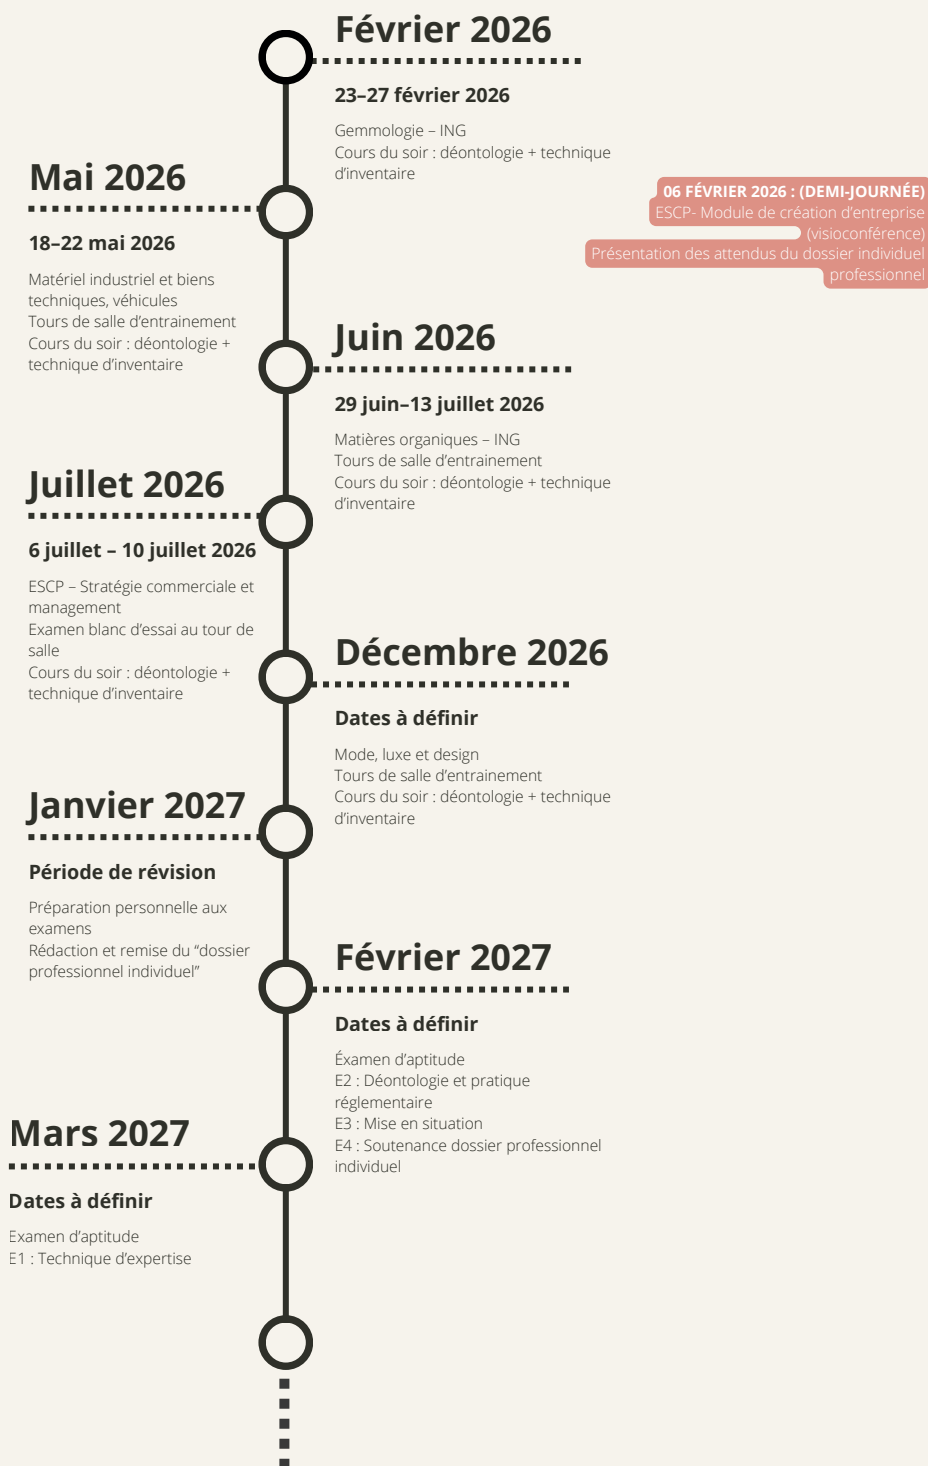 Février 2026
23–27 février 2026
Gemmologie – ING
Cours du soir : déontologie + technique
d’inventaire
06 FÉVRIER 2026 : (DEMI-JOURNÉE)
ESCP- Module de création d’entreprise
(visioconférence)
Présentation des attendus du dossier individuel
professionnel
Mai 2026
18–22 mai 2026
Matériel industriel et biens
techniques, véhicules
Tours de salle d’entrainement
Cours du soir : déontologie +
technique d’inventaire
Juin 2026
29 juin–13 juillet 2026
Matières organiques – ING
Tours de salle d’entrainement
Cours du soir : déontologie + technique
d’inventaire
Juillet 2026
6 juillet – 10 juillet 2026
ESCP – Stratégie commerciale et
management
Examen blanc d’essai au tour de
salle
Cours du soir : déontologie +
technique d’inventaire
Décembre 2026
Dates à définir
Mode, luxe et design
Tours de salle d’entrainement
Cours du soir : déontologie + technique
d’inventaire
Janvier 2027
Période de révision
Préparation personnelle aux
examens
Rédaction et remise du “dossier
professionnel individuel”
Février 2027
Dates à définir
Éxamen d’aptitude
E2 : Déontologie et pratique
réglementaire
E3 : Mise en situation
E4 : Soutenance dossier professionnel
individuel
Mars 2027
Dates à définir
Examen d’aptitude
E1 : Technique d’expertise